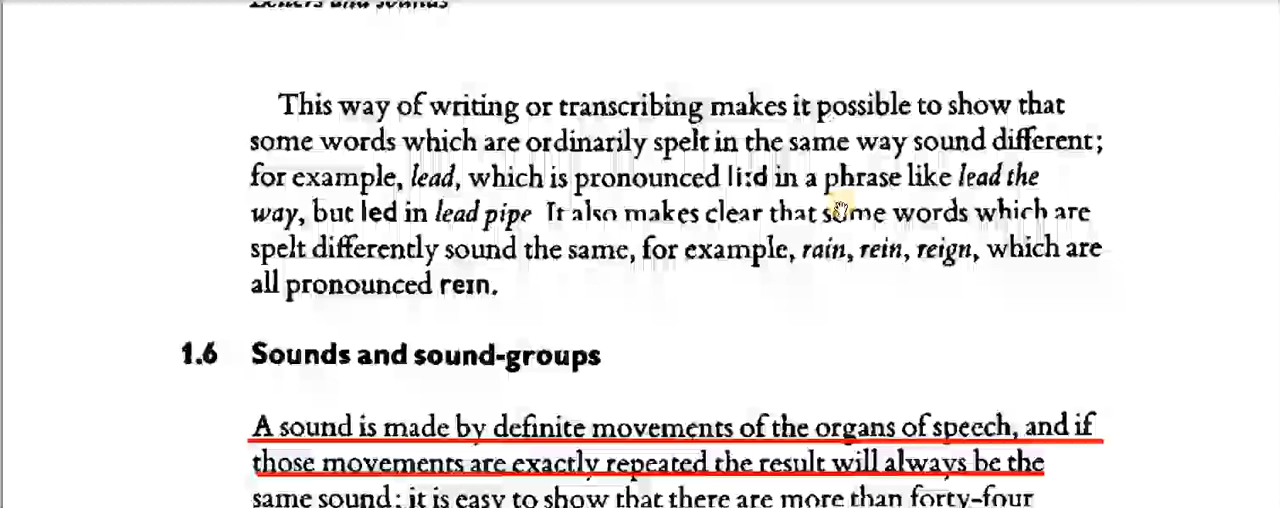 Letters and sounds
This way of writing or transcribing makes it possible to show that
some words which are ordinarily spelt in the same way sound different;
for example, lead, which is pronounced liːd in a phrase like lead the
way, but led in lead pipe It also makes clear that some words which are
spelt differently sound the same, for example, rain, rein, reign, which are
all pronounced reɪn.
1.6 Sounds and sound-groups
A sound is made by definite movements of the organs of speech, and if
those movements are exactly repeated the result will always be the
same sound; it is easy to show that there are more than forty-four